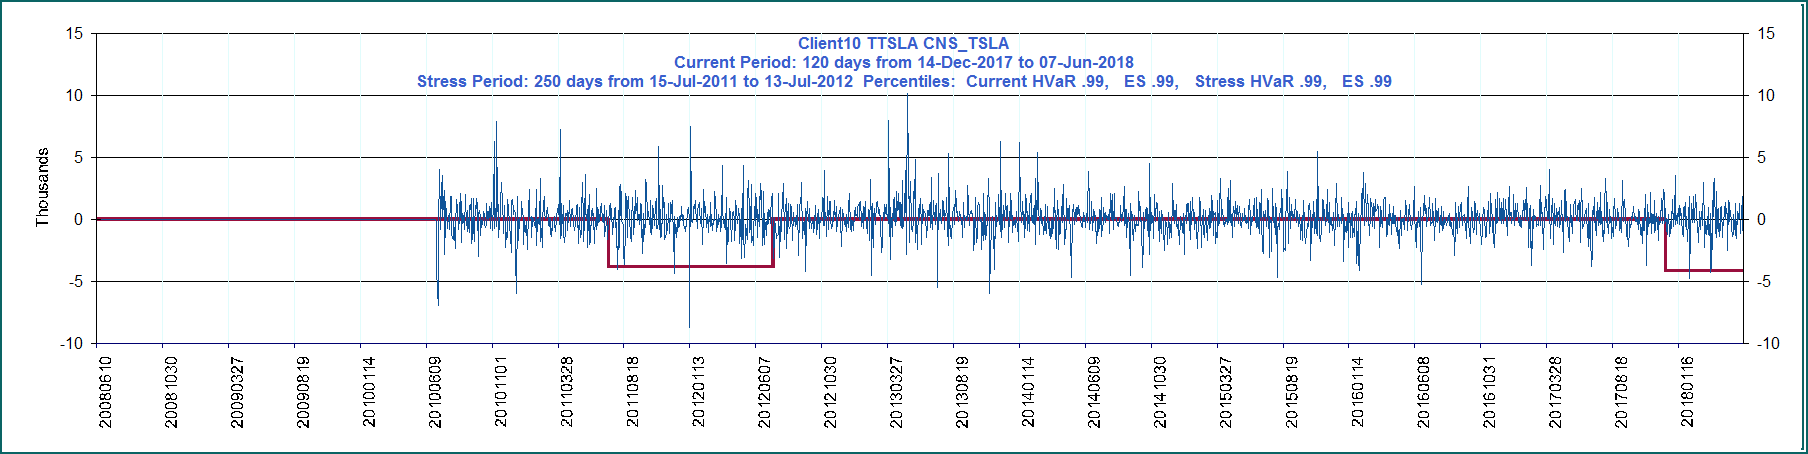 Client10 TTSLA CNS_TSLA
Current Period: 120 days from 14-Dec-2017 to 07-Jun-2018
Stress Period: 250 days from 15-Jul-2011 to 13-Jul-2012  Percentiles:  Current HVaR .99,   ES .99,   Stress HVaR .99,   ES .99
15 15
10 10
5 5
0 0
-5 -5
-10 -10
Thousands
20080610 20081030 20090327 20090819 20100114 20100609 20101101 20110328 20110818 20120113 20120607 20121030 20130327 20130819 20140114 20140609 20141030 20150327 20150819 20160114 20160608 20161031 20170328 20170818 20180116